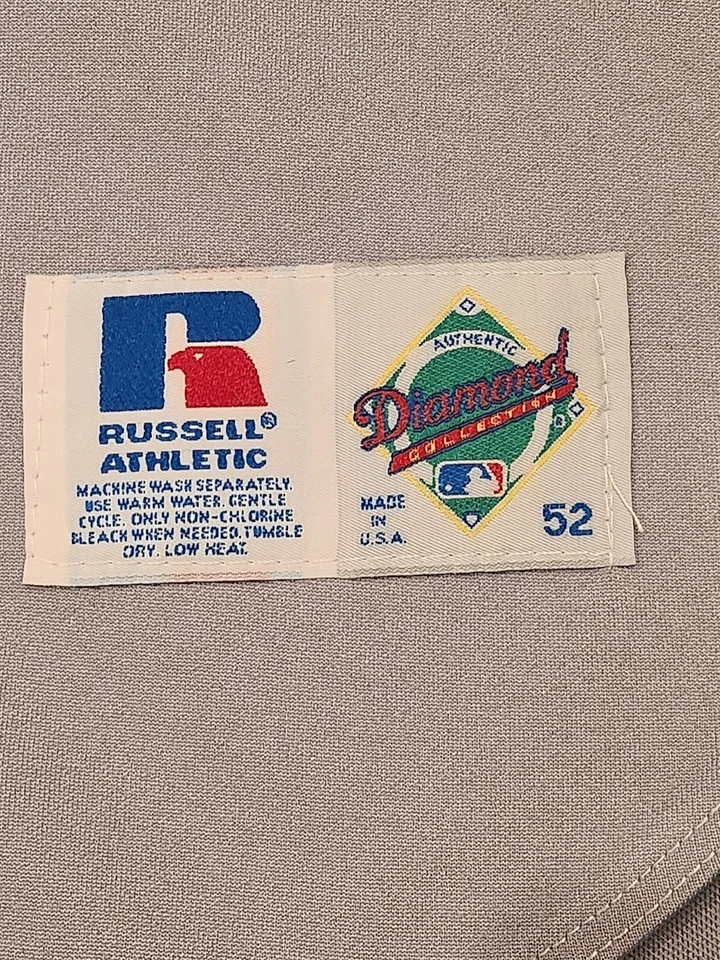 RUSSELL®
ATHLETIC
MACHINE WASH SEPARATELY.
USE WARM WATER. GENTLE
CYCLE. ONLY NON-CHLORINE
BLEACH WHEN NEEDED. TUMBLE
DRY. LOW HEAT.
AUTHENTIC
Diamond
COLLECTION
®
MADE
IN
U.S.A.
52